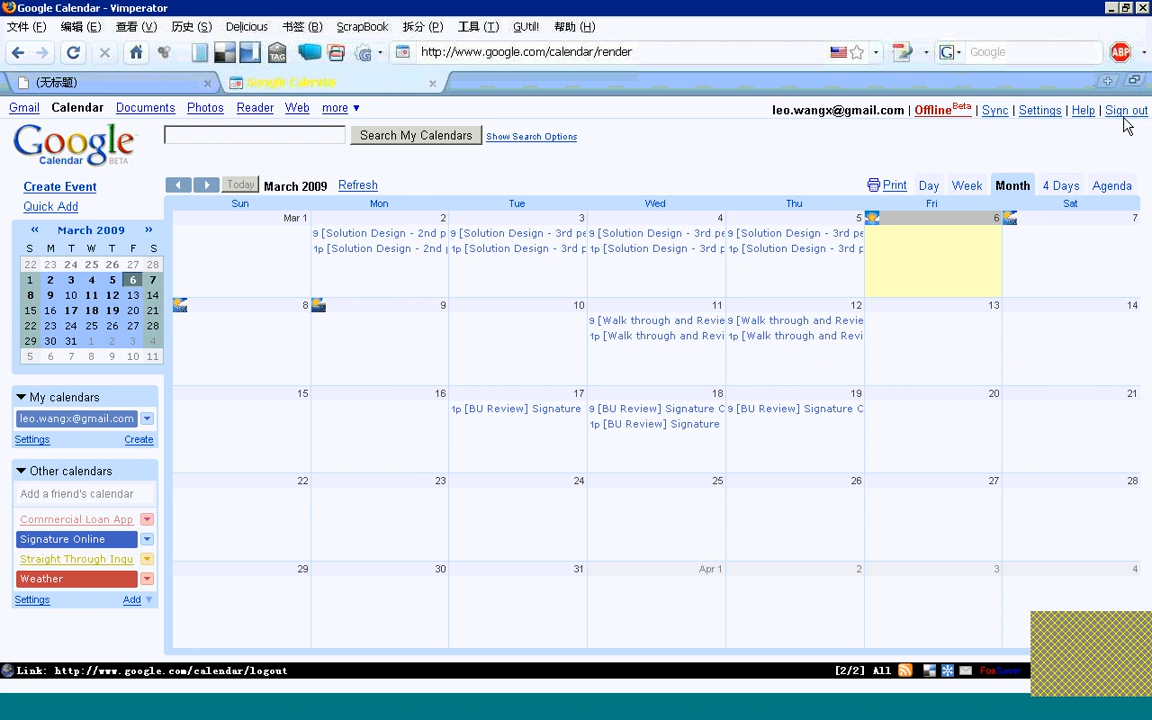 Google Calendar - Vimperator
文件 (F) 编辑 (E) 查看 (V) 历史 (S) Delicious 书签 (B) ScrapBook 拆分 (P) 工具 (T) GUtil! 帮助 (H)
TAG http://www.google.com/calendar/render G Google ABP
(无标题) Google Calendar
Gmail Calendar Documents Photos Reader Web more ▼ leo.wangx@gmail.com | Offline Beta | Sync | Settings | Help | Sign out
Google Calendar BETA Search My Calendars Show Search Options
Create Event
Quick Add
Today March 2009 Refresh Print Day Week Month 4 Days Agenda
Sun Mon Tue Wed Thu Fri Sat
« March 2009 »
S M T W T F S
22 23 24 25 26 27 28
1 2 3 4 5 6 7
8 9 10 11 12 13 14
15 16 17 18 19 20 21
22 23 24 25 26 27 28
29 30 31 1 2 3 4
5 6 7 8 9 10 11
My calendars
leo.wangx@gmail.com
Settings Create
Other calendars
Add a friend's calendar
Commercial Loan App
Signature Online
Straight Through Inqu
Weather
Settings Add ▼
Mar 1 2 3 4 5 6 7
9 [Solution Design - 2nd p 9 [Solution Design - 3rd pe 9 [Solution Design - 3rd pe 9 [Solution Design - 3rd pe
1p [Solution Design - 2nd 1p [Solution Design - 3rd p 1p [Solution Design - 3rd p 1p [Solution Design - 3rd p
8 9 10 11 12 13 14
9 [Walk through and Revie 9 [Walk through and Revie
1p [Walk through and Revi 1p [Walk through and Revi
15 16 17 18 19 20 21
1p [BU Review] Signature 9 [BU Review] Signature C 9 [BU Review] Signature C
1p [BU Review] Signature
22 23 24 25 26 27 28
29 30 31 Apr 1 2 3 4
Link: http://www.google.com/calendar/logout [2/2] All FoxSaver